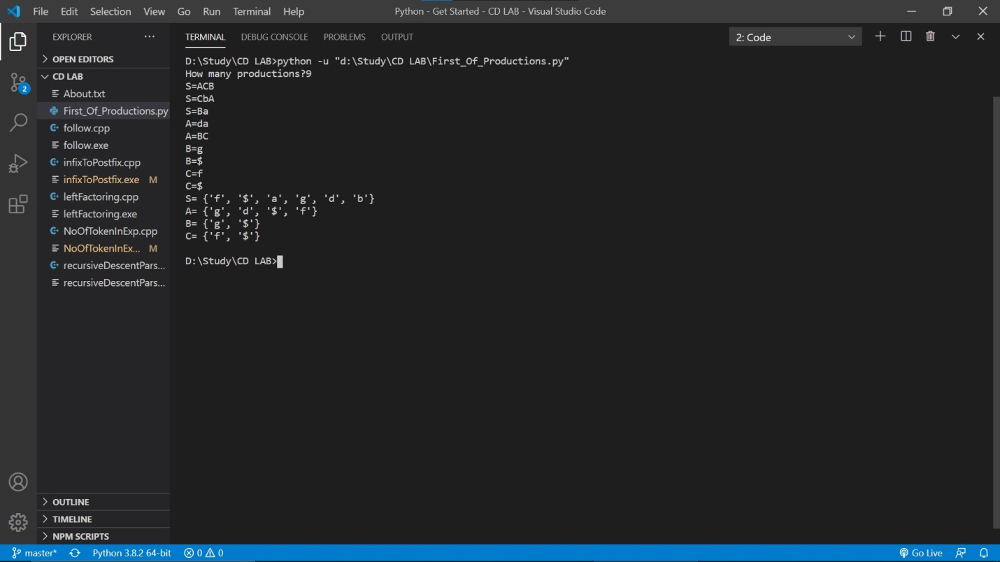 File Edit Selection View Go Run Terminal Help
Python - Get Started - CD LAB - Visual Studio Code
EXPLORER
OPEN EDITORS
CD LAB
About.txt
First_Of_Productions.py
follow.cpp
follow.exe
infixToPostfix.cpp
infixToPostfix.exe M
leftFactoring.cpp
leftFactoring.exe
NoOfTokenInExp.cpp
NoOfTokenInEx... M
recursiveDescentPars...
recursiveDescentPars...
OUTLINE
TIMELINE
NPM SCRIPTS
2
TERMINAL DEBUG CONSOLE PROBLEMS OUTPUT
2: Code
D:\Study\CD LAB>python -u "d:\Study\CD LAB\First_Of_Productions.py"
How many productions?9
S=ACB
S=CbA
S=Ba
A=da
A=BC
B=g
B=$
C=f
C=$
S= {'f', '$', 'a', 'g', 'd', 'b'}
A= {'g', 'd', '$', 'f'}
B= {'g', '$'}
C= {'f', '$'}
D:\Study\CD LAB>
master* Python 3.8.2 64-bit 0 0 Go Live